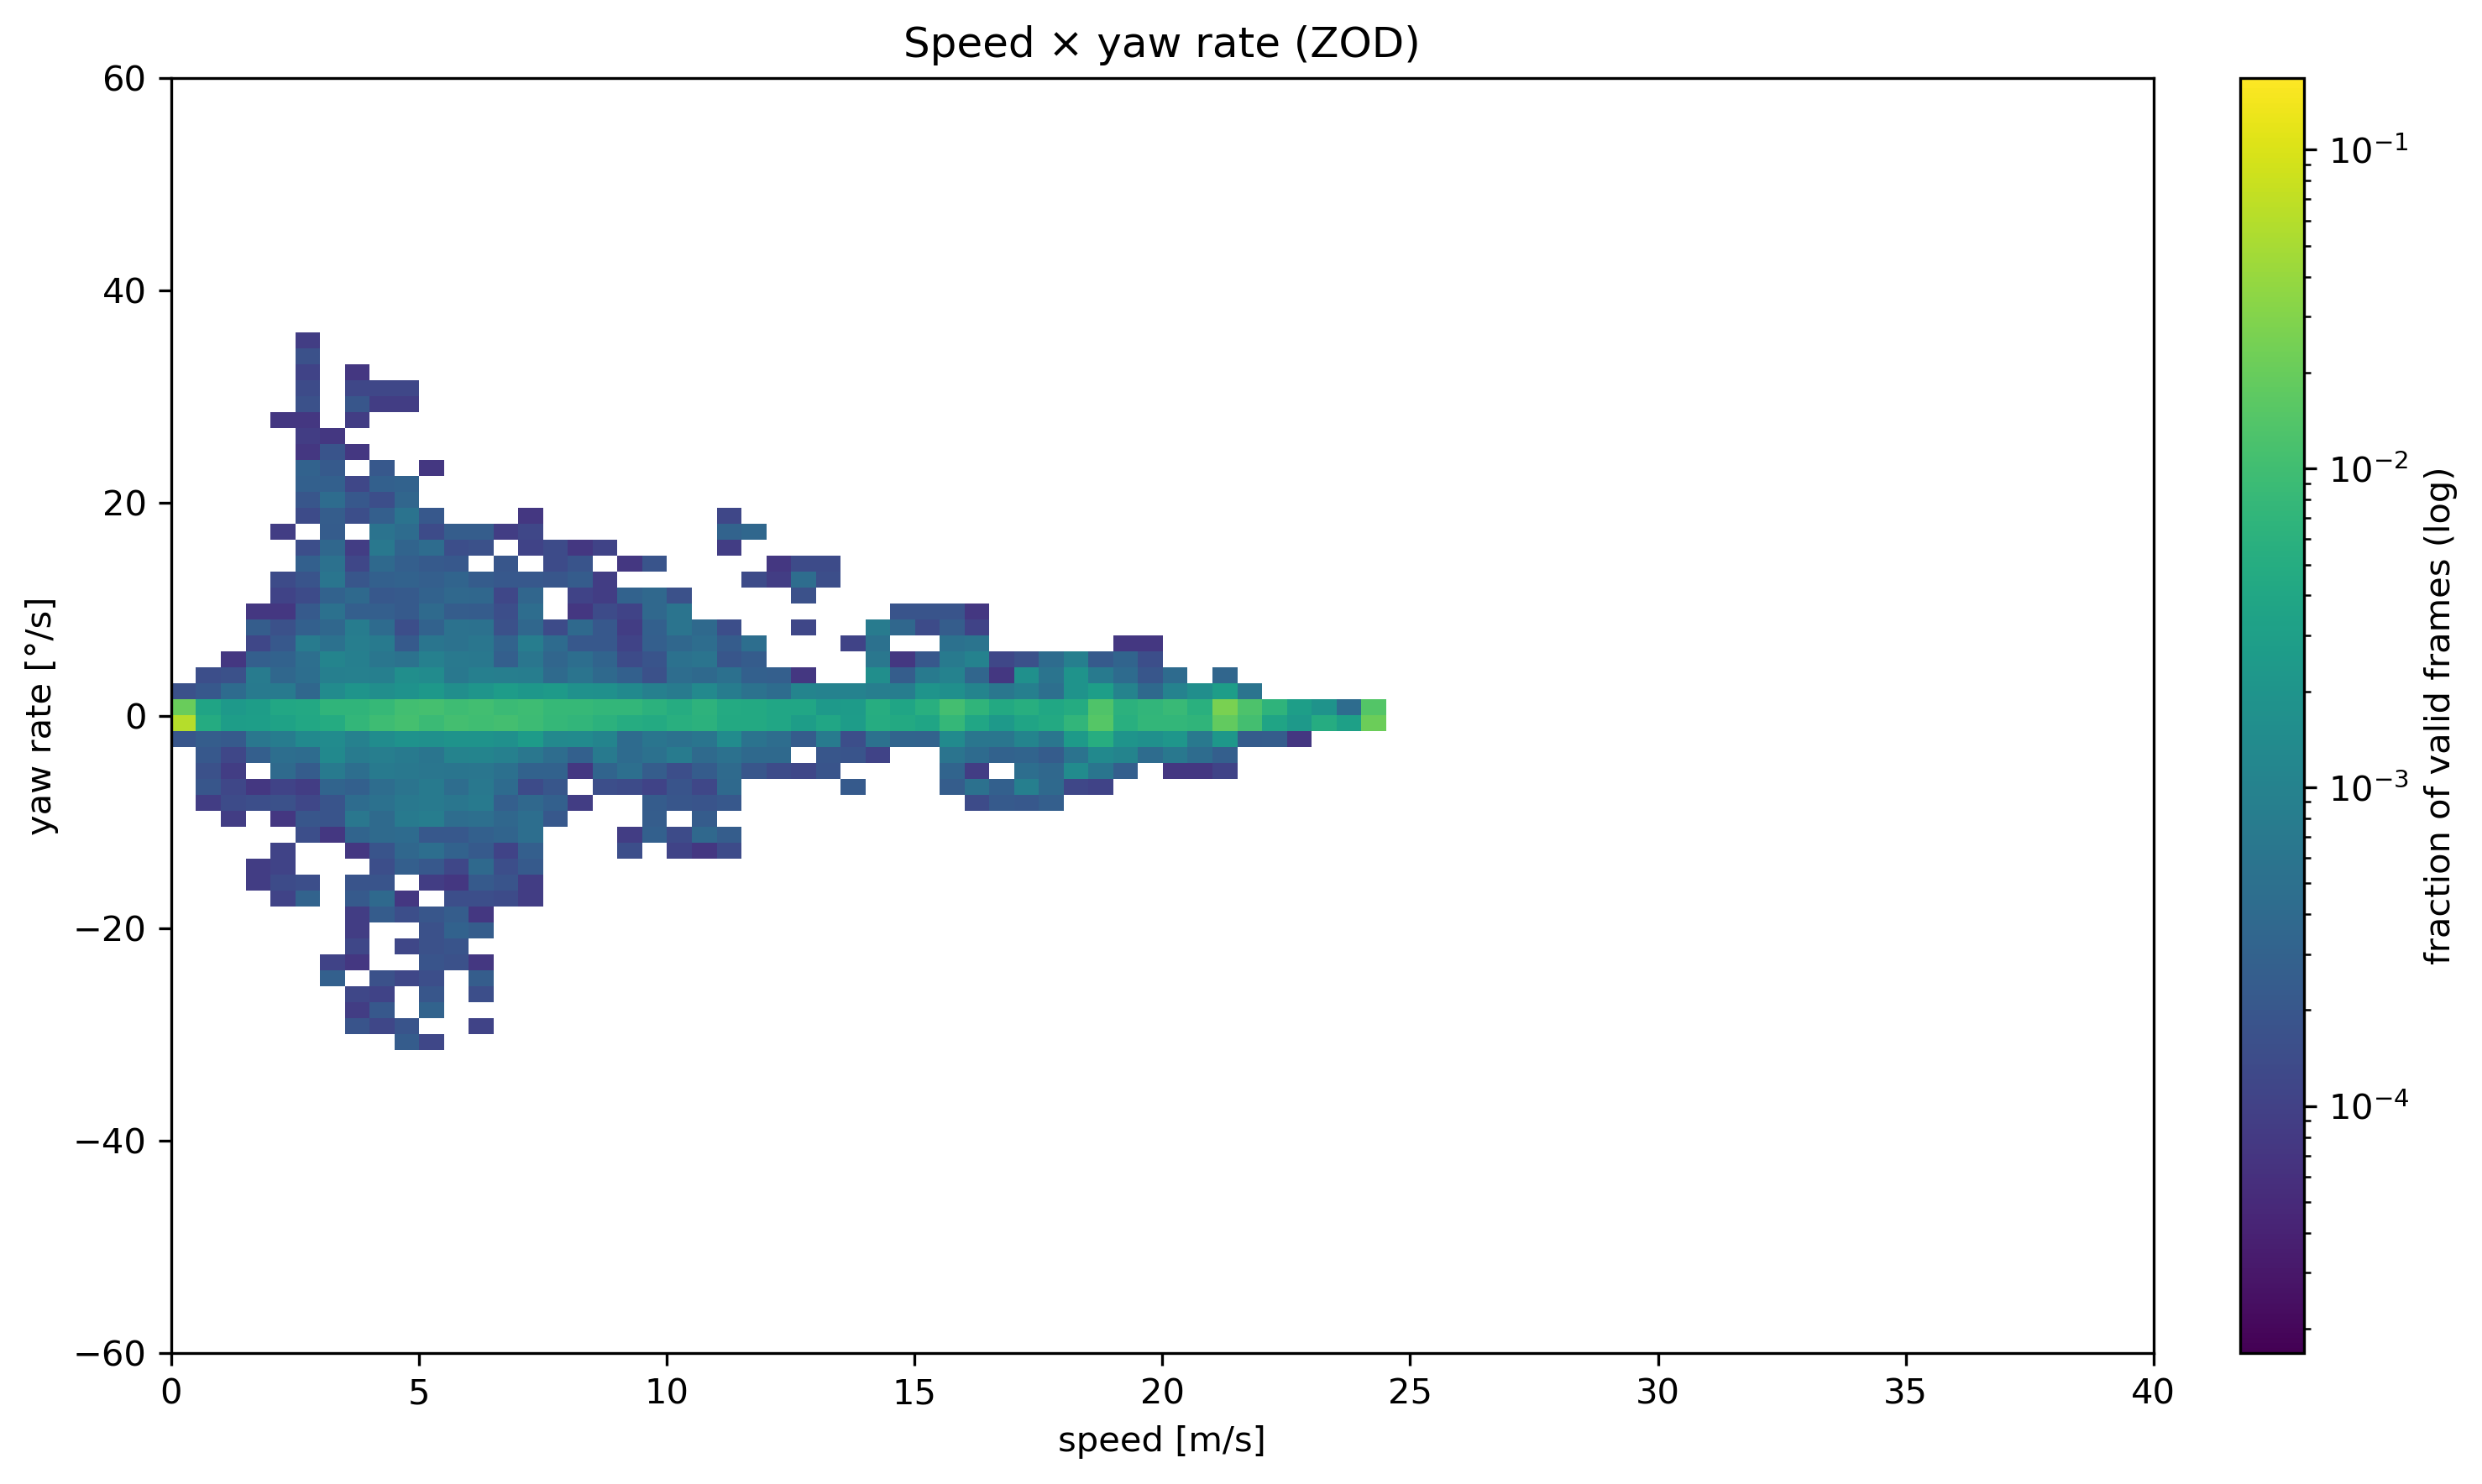 Speed × yaw rate (ZOD)
60
40
20
0
−20
−40
−60
yaw rate [°/s]
0 5 10 15 20 25 30 35 40
speed [m/s]
10⁻¹
10⁻²
10⁻³
10⁻⁴
fraction of valid frames (log)